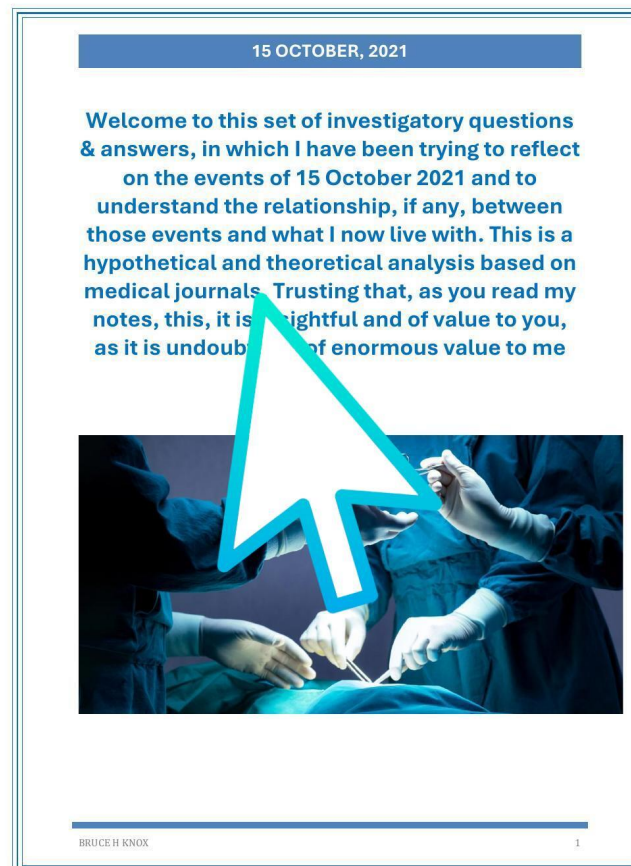 15 OCTOBER, 2021
Welcome to this set of investigatory questions
& answers, in which I have been trying to reflect
on the events of 15 October 2021 and to
understand the relationship, if any, between
those events and what I now live with. This is a
hypothetical and theoretical analysis based on
medical journals. Trusting that, as you read my
notes, this, it is sightful and of value to you,
as it is undoub of enormous value to me
BRUCE H KNOX 1